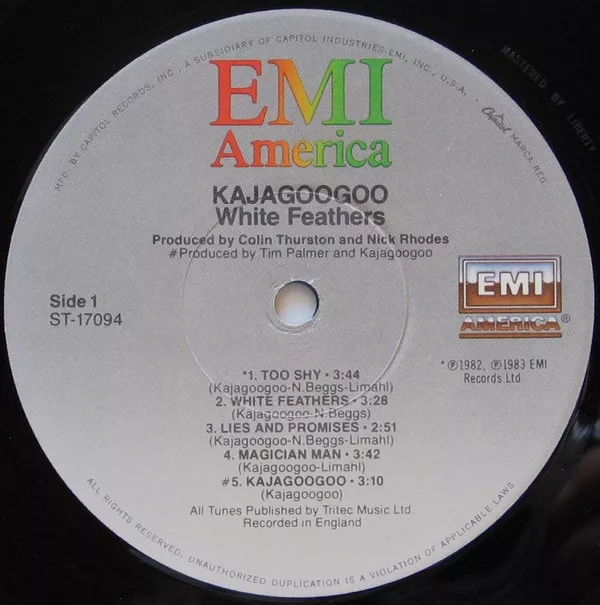 MFD. BY CAPITOL RECORDS, INC., A SUBSIDIARY OF CAPITOL INDUSTRIES-EMI, INC., U.S.A. · Capitol MARCA REG.
MASTERED BY LIBERTY
EMI
America
KAJAGOOGOO
White Feathers
Produced by Colin Thurston and Nick Rhodes
#Produced by Tim Palmer and Kajagoogoo
Side 1
ST-17094
EMI
AMERICA®
*℗1982, ℗1983 EMI
Records Ltd.
*1. TOO SHY • 3:44
(Kajagoogoo-N.Beggs-Limahl)
2. WHITE FEATHERS • 3:28
(Kajagoogoo-N.Beggs)
3. LIES AND PROMISES • 2:51
(Kajagoogoo-N.Beggs-Limahl)
4. MAGICIAN MAN • 3:42
(Kajagoogoo-Limahl)
#5. KAJAGOOGOO • 3:10
(Kajagoogoo)
All Tunes Published by Tritec Music Ltd.
Recorded in England
ALL RIGHTS RESERVED. UNAUTHORIZED DUPLICATION IS A VIOLATION OF APPLICABLE LAWS